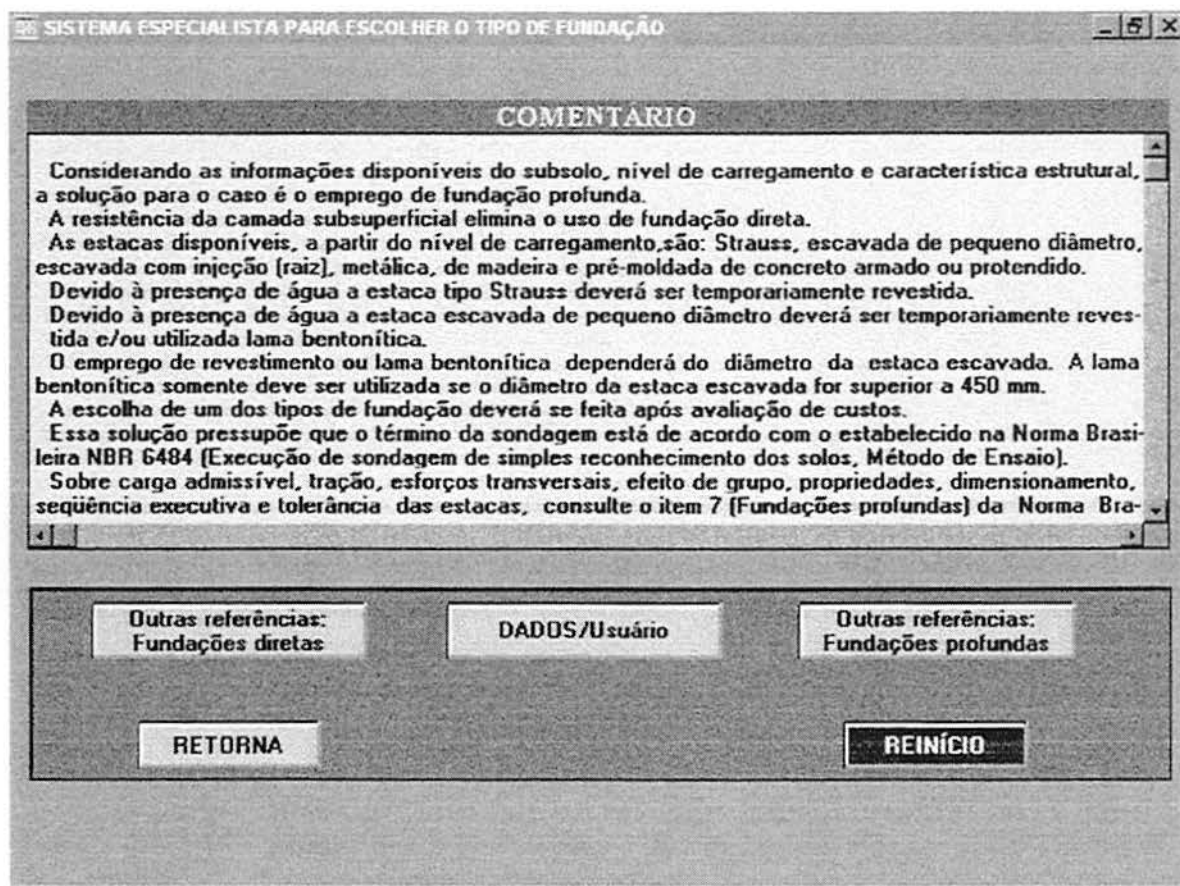 SISTEMA ESPECIALISTA PARA ESCOLHER O TIPO DE FUNDAÇÃO
COMENTÁRIO
Considerando as informações disponíveis do subsolo, nível de carregamento e característica estrutural,
a solução para o caso é o emprego de fundação profunda.
A resistência da camada subsuperficial elimina o uso de fundação direta.
As estacas disponíveis, a partir do nível de carregamento,são: Strauss, escavada de pequeno diâmetro,
escavada com injeção (raiz), metálica, de madeira e pré-moldada de concreto armado ou protendido.
Devido à presença de água a estaca tipo Strauss deverá ser temporariamente revestida.
Devido à presença de água a estaca escavada de pequeno diâmetro deverá ser temporariamente reves-
tida e/ou utilizada lama bentonítica.
O emprego de revestimento ou lama bentonítica dependerá do diâmetro da estaca escavada. A lama
bentonítica somente deve ser utilizada se o diâmetro da estaca escavada for superior a 450 mm.
A escolha de um dos tipos de fundação deverá se feita após avaliação de custos.
Essa solução pressupõe que o término da sondagem está de acordo com o estabelecido na Norma Brasi-
leira NBR 6484 (Execução de sondagem de simples reconhecimento dos solos, Método de Ensaio).
Sobre carga admissível, tração, esforços transversais, efeito de grupo, propriedades, dimensionamento,
seqüência executiva e tolerância das estacas, consulte o item 7 (Fundações profundas) da Norma Bra-
Outras referências:
Fundações diretas
DADOS/Usuário
Outras referências:
Fundações profundas
RETORNA
REINÍCIO